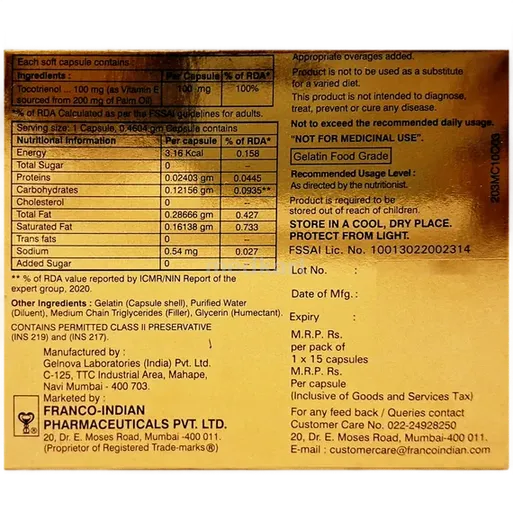 Each soft capsule contains:
Ingredients : Per Capsule % of RDA*
Tocotrienol ... 100 mg (as Vitamin E 100 mg 100%
sourced from 200 mg of Palm Oil)
*% of RDA Calculated as per the FSSAI guidelines for adults.
Serving size: 1 Capsule, 0.4604 gm Capsule contains
Nutritional Information Per Capsule % of RDA*
Energy 3.16 Kcal 0.158
Total Sugar 0
Proteins 0.02403 gm 0.0445
Carbohydrates 0.12156 gm 0.0935**
Cholesterol 0
Total Fat 0.28666 gm 0.427
Saturated Fat 0.16138 gm 0.733
Trans fats 0
Sodium 0.54 mg 0.027
Added Sugar 0
** % of RDA value reported by ICMR/NIN Report of the
expert group, 2020.
Other Ingredients : Gelatin (Capsule shell), Purified Water
(Diluent), Medium Chain Triglycerides (Filler), Glycerin (Humectant).
CONTAINS PERMITTED CLASS II PRESERVATIVE
(INS 219) and (INS 217).
Manufactured by :
Gelnova Laboratories (India) Pvt. Ltd.
C-125, TTC Industrial Area, Mahape,
Navi Mumbai - 400 703.
Marketed by :
FRANCO-INDIAN
PHARMACEUTICALS PVT. LTD.
20, Dr. E. Moses Road, Mumbai-400 011.
(Proprietor of Registered Trade-marks®)
Appropriate overages added.
Product is not to be used as a substitute
for a varied diet.
This product is not intended to diagnose,
treat, prevent or cure any disease.
Not to exceed the recommended daily usage.
"NOT FOR MEDICINAL USE".
Gelatin Food Grade
Recommended Usage Level :
As directed by the nutritionist.
Product is required to be
stored out of reach of children.
STORE IN A COOL, DRY PLACE.
PROTECT FROM LIGHT.
FSSAI Lic. No. 10013022002314
Lot No. :
Date of Mfg. :
Expiry :
M.R.P. Rs.
per pack of :
1 x 15 capsules
M.R.P. Rs.
Per capsule :
(Inclusive of Goods and Services Tax)
For any feed back / Queries contact
Customer Care No. 022-24928250
20, Dr. E. Moses Road, Mumbai-400 011.
E-mail : customercare@francoindian.com